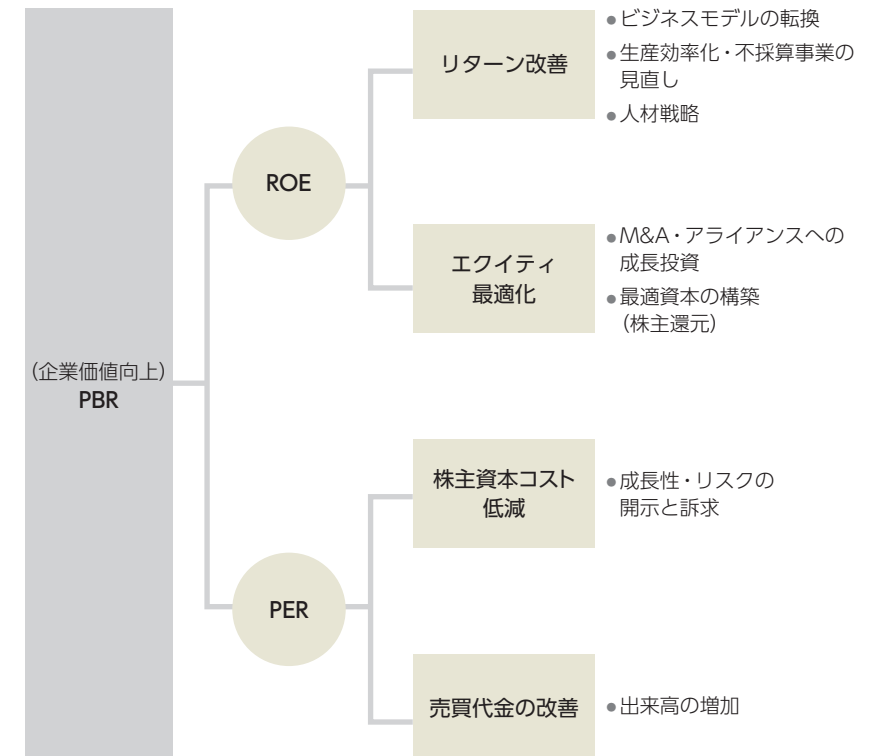 (企業価値向上)
PBR
ROE
リターン改善
●ビジネスモデルの転換
●生産効率化・不採算事業の
見直し
●人材戦略
エクイティ
最適化
●M&A・アライアンスへの
成長投資
●最適資本の構築
(株主還元)
PER
株主資本コスト
低減
●成長性・リスクの
開示と訴求
売買代金の改善
●出来高の増加